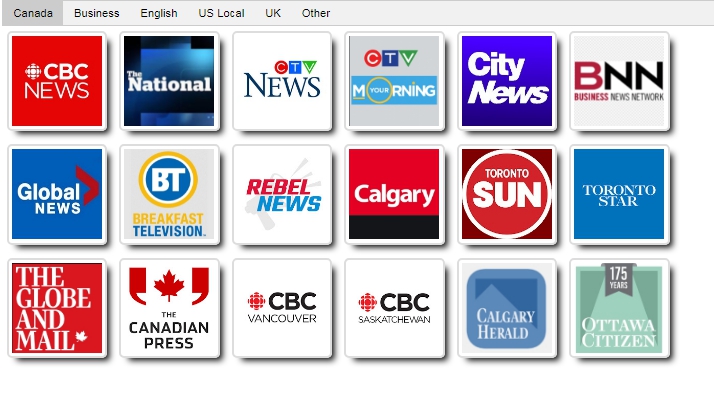 Canada Business English US Local UK Other
CBC
NEWS
The
National
CTV
NEWS
CTV
M YOUR RNING
City
News
BNN
BUSINESS NEWS NETWORK
Global
NEWS
BT
BREAKFAST
TELEVISION
REBEL
NEWS
Calgary
TORONTO
SUN
TORONTO
STAR
THE
GLOBE
AND
MAIL
THE
CANADIAN
PRESS
CBC
VANCOUVER
CBC
SASKATCHEWAN
CALGARY
HERALD
175
YEARS
OTTAWA
CITIZEN